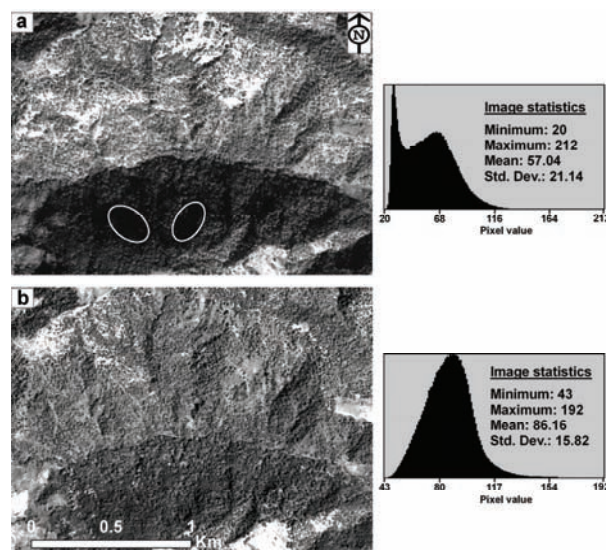 a
N
Image statistics
Minimum: 20
Maximum: 212
Mean: 57.04
Std. Dev.: 21.14
20 68 116 164 212
Pixel value
b
0 0.5 1
Km
Image statistics
Minimum: 43
Maximum: 192
Mean: 86.16
Std. Dev.: 15.82
43 80 117 154 192
Pixel value